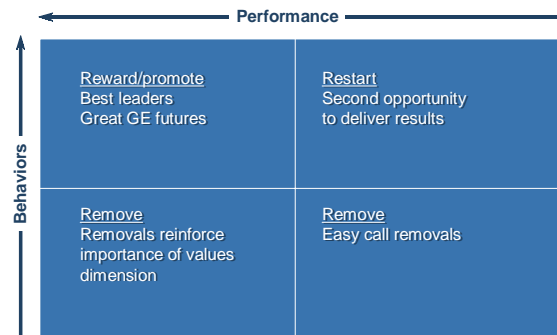 Performance
Behaviors
Reward/promote
Best leaders
Great GE futures
Restart
Second opportunity
to deliver results
Remove
Removals reinforce
importance of values
dimension
Remove
Easy call removals